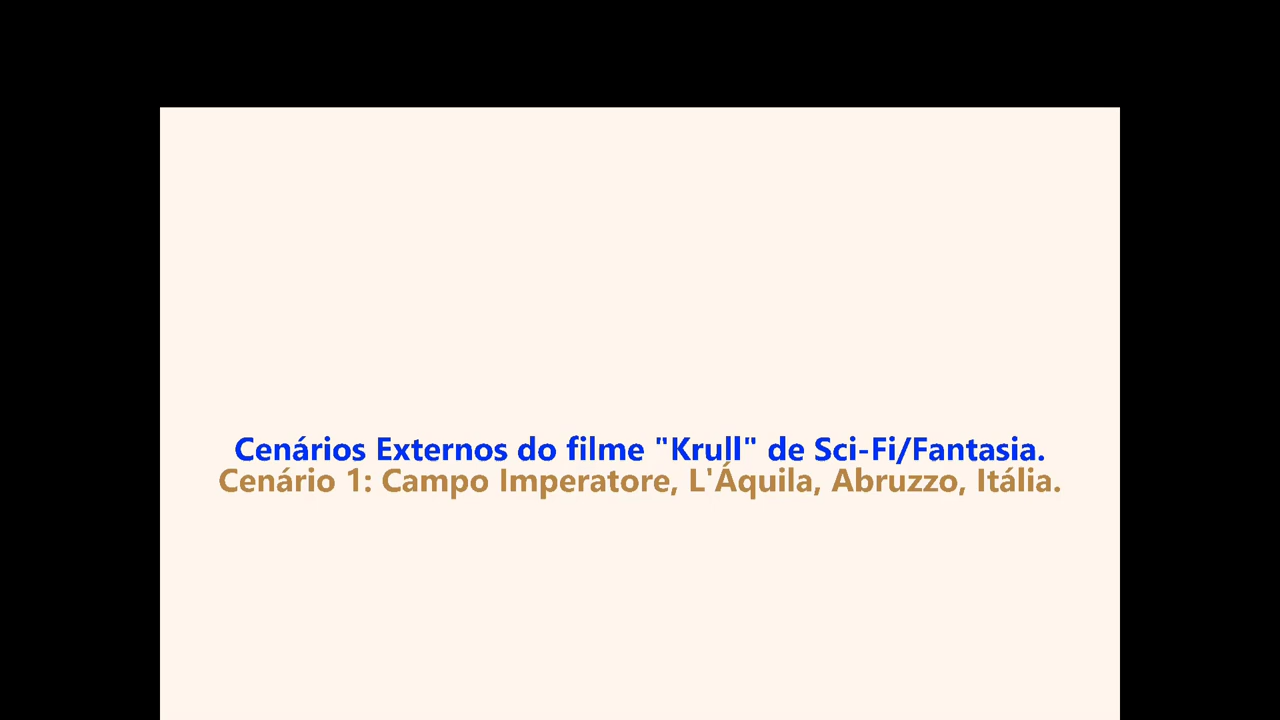 Cenários Externos do filme "Krull" de Sci-Fi/Fantasia.
Cenário 1: Campo Imperatore, L'Áquila, Abruzzo, Itália.